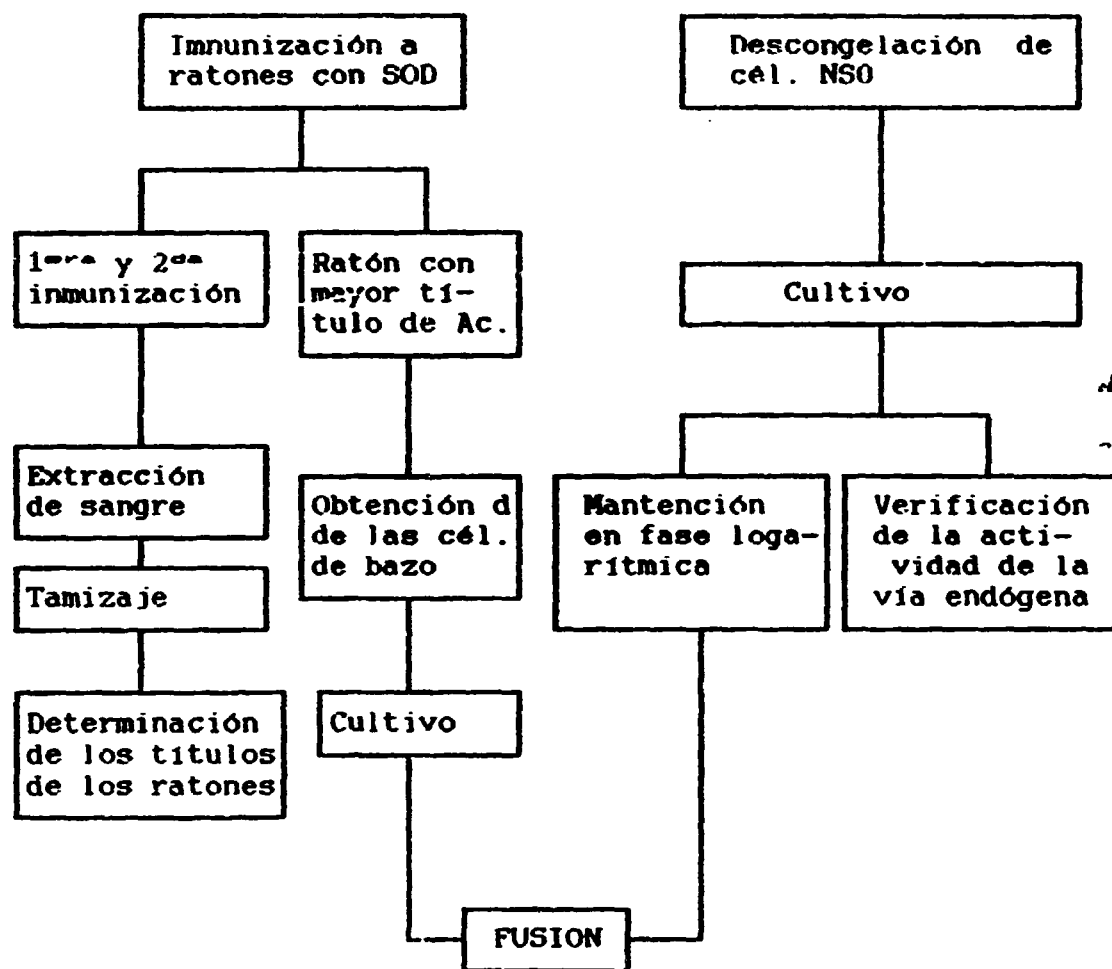 Imnunización a
ratones con SOD
Descongelación de
cél. NSO
1era y 2da
inmunización
Ratón con
mayor tí-
tulo de Ac.
Cultivo
Extracción
de sangre
Obtención d
de las cél.
de bazo
Mantención
en fase loga-
rítmica
Verificación
de la acti-
vidad de la
vía endógena
Tamizaje
Determinación
de los títulos
de los ratones
Cultivo
FUSION